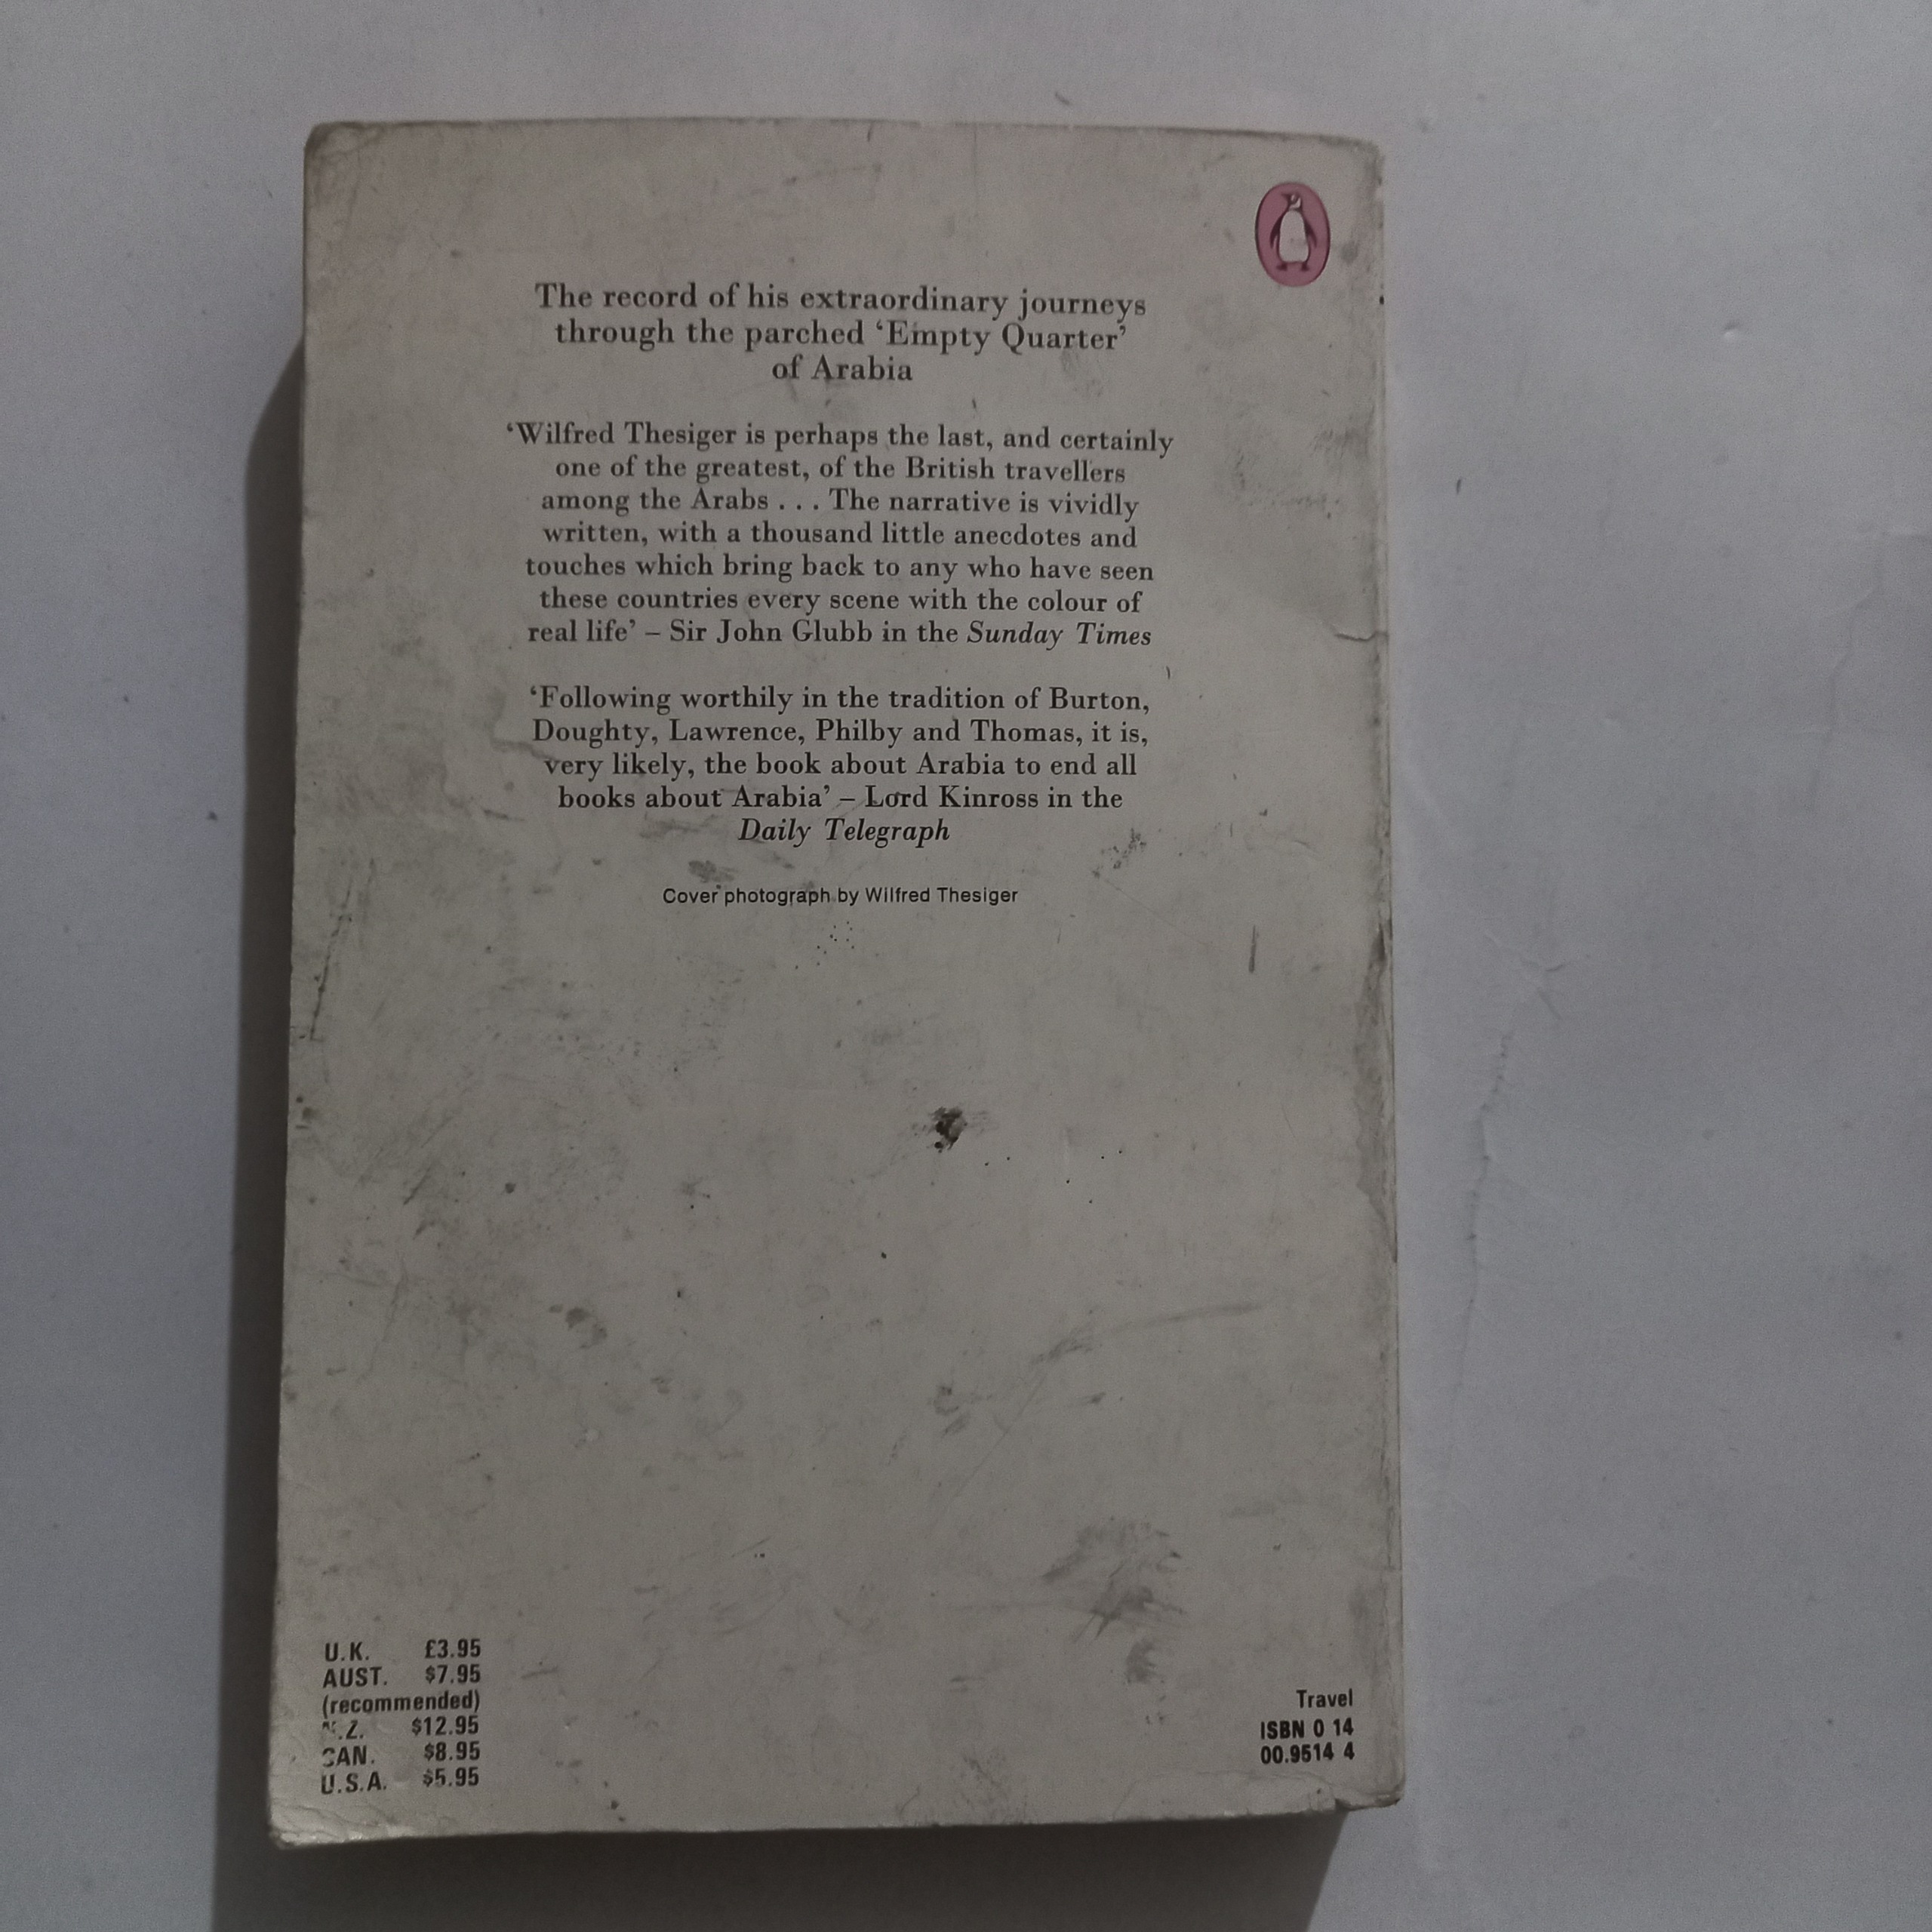 The record of his extraordinary journeys
through the parched ‘Empty Quarter’
of Arabia
‘Wilfred Thesiger is perhaps the last, and certainly
one of the greatest, of the British travellers
among the Arabs . . . The narrative is vividly
written, with a thousand little anecdotes and
touches which bring back to any who have seen
these countries every scene with the colour of
real life’ – Sir John Glubb in the Sunday Times
‘Following worthily in the tradition of Burton,
Doughty, Lawrence, Philby and Thomas, it is,
very likely, the book about Arabia to end all
books about Arabia’ – Lord Kinross in the
Daily Telegraph
Cover photograph by Wilfred Thesiger
U.K. £3.95
AUST. $7.95
(recommended)
N.Z. $12.95
CAN. $8.95
U.S.A. $5.95
Travel
ISBN 0 14
00.9514 4